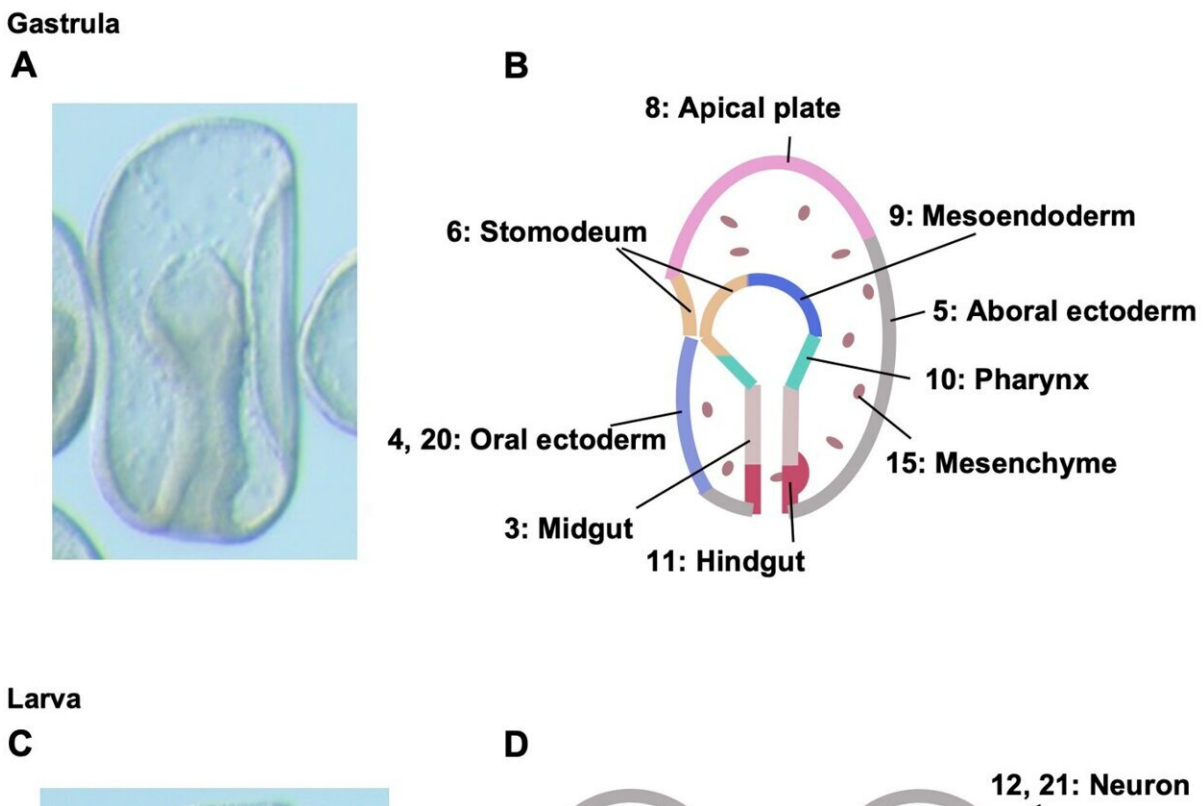 Gastrula
A
B
8: Apical plate
9: Mesoendoderm
6: Stomodeum
5: Aboral ectoderm
10: Pharynx
4, 20: Oral ectoderm
15: Mesenchyme
3: Midgut
11: Hindgut
Larva
C
D
12, 21: Neuron